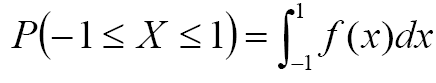 P(−1 ≤ X ≤ 1) = ∫_{−1}^{1} f(x)dx